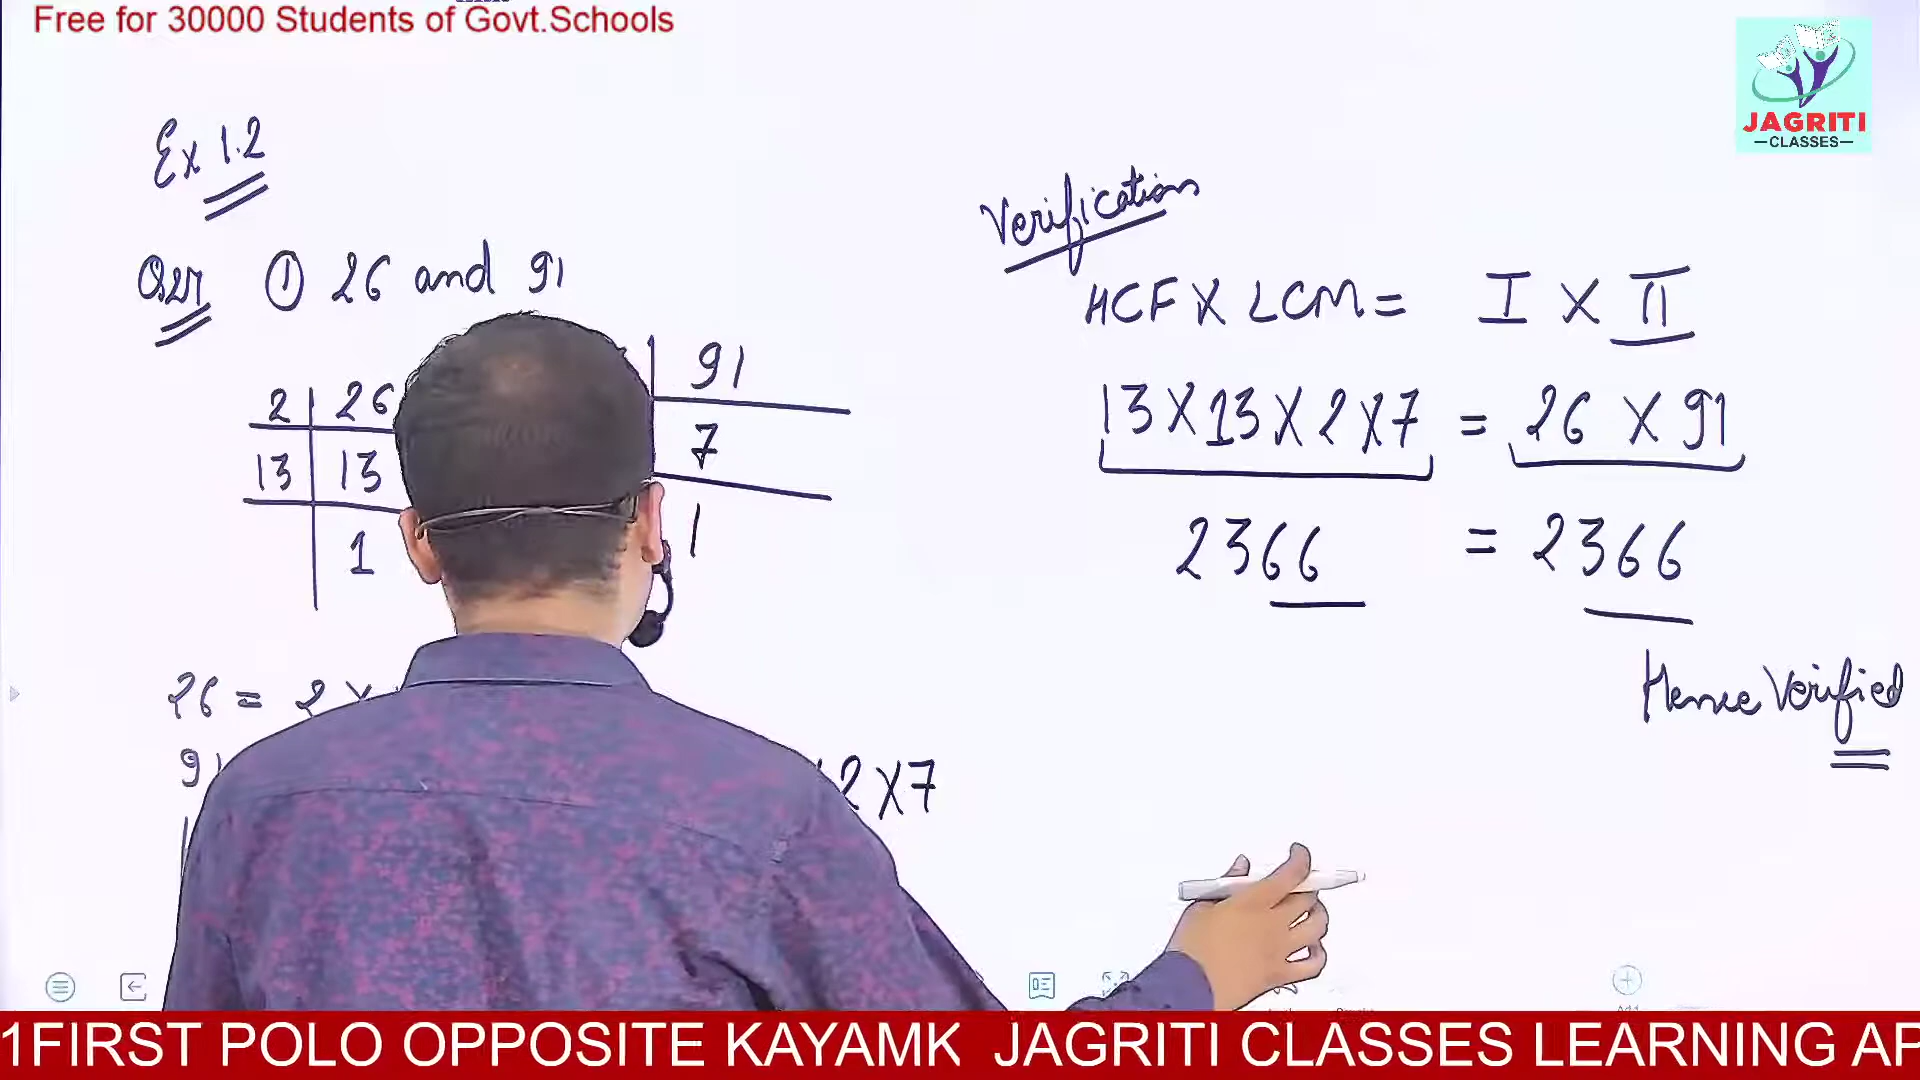 Free for 30000 Students of Govt.Schools
JAGRITI
CLASSES
Ex 1.2
① 26 and 91
2 | 26
13 | 13
1
91
7
1
26 = 2 ×
91
2 × 7
Verification
HCF × LCM = I × II
13 × 13 × 2 × 7 = 26 × 91
2366 = 2366
Hence Verified
1FIRST POLO OPPOSITE KAYAMK JAGRITI CLASSES LEARNING AP